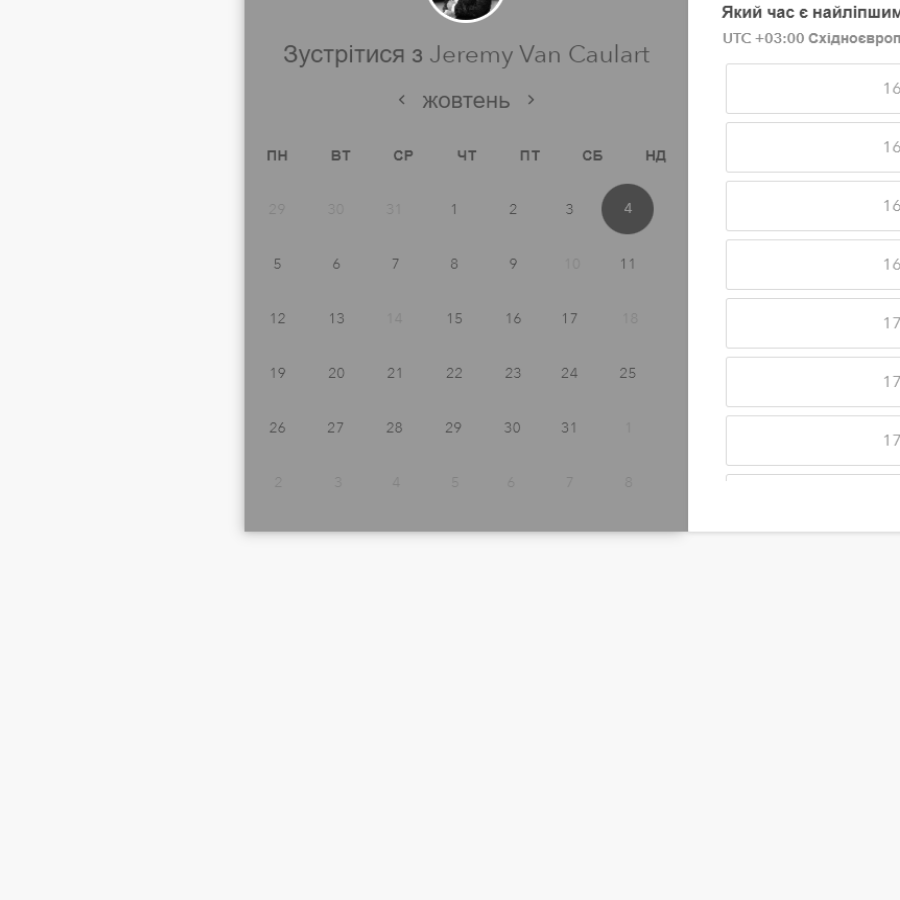 Зустрітися з Jeremy Van Caulart
жовтень
ПН ВТ СР ЧТ ПТ СБ НД
29 30 31 1 2 3 4
5 6 7 8 9 10 11
12 13 14 15 16 17 18
19 20 21 22 23 24 25
26 27 28 29 30 31 1
2 3 4 5 6 7 8
Який час є найліпшим
UTC +03:00
16
16
16
16
17
17
17